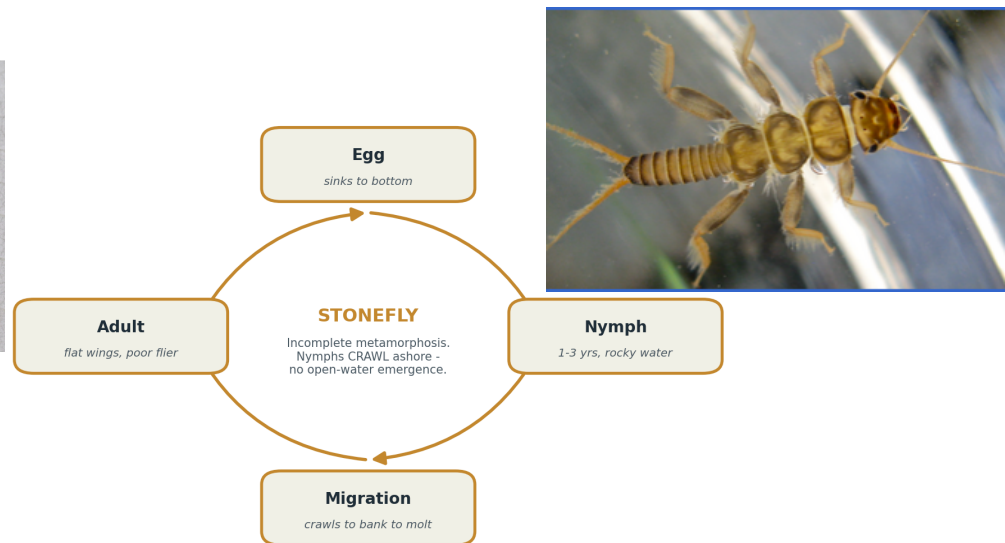 Egg
sinks to bottom
STONEFLY
Incomplete metamorphosis.
Nymphs CRAWL ashore -
no open-water emergence.
Adult
flat wings, poor flier
Nymph
1-3 yrs, rocky water
Migration
crawls to bank to molt